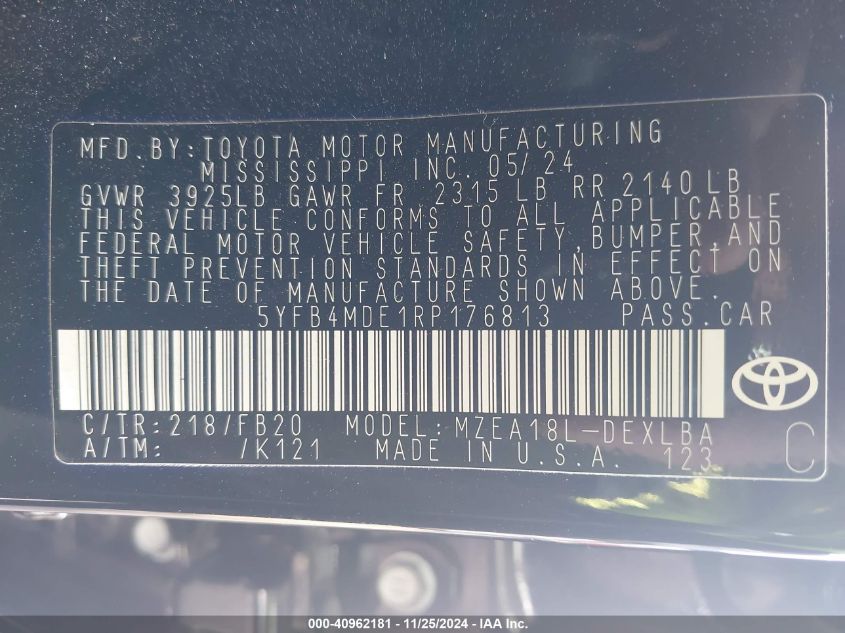 MFD.BY:TOYOTA MOTOR MANUFACTURING
MISSISSIPPI INC. 05/24
GVWR 3925LB GAWR FR 2315 LB RR 2140 LB
THIS VEHICLE CONFORMS TO ALL APPLICABLE
FEDERAL MOTOR VEHICLE SAFETY,BUMPER,AND
THEFT PREVENTION STANDARDS IN EFFECT ON
THE DATE OF MANUFACTURE SHOWN ABOVE.
5YFB4MDE1RP176813 PASS.CAR
C/TR:218/FB20 MODEL:MZEA18L-DEXLBA
A/TM: /K121 MADE IN U.S.A. 123 C
000-40962181 - 11/25/2024 - IAA Inc.